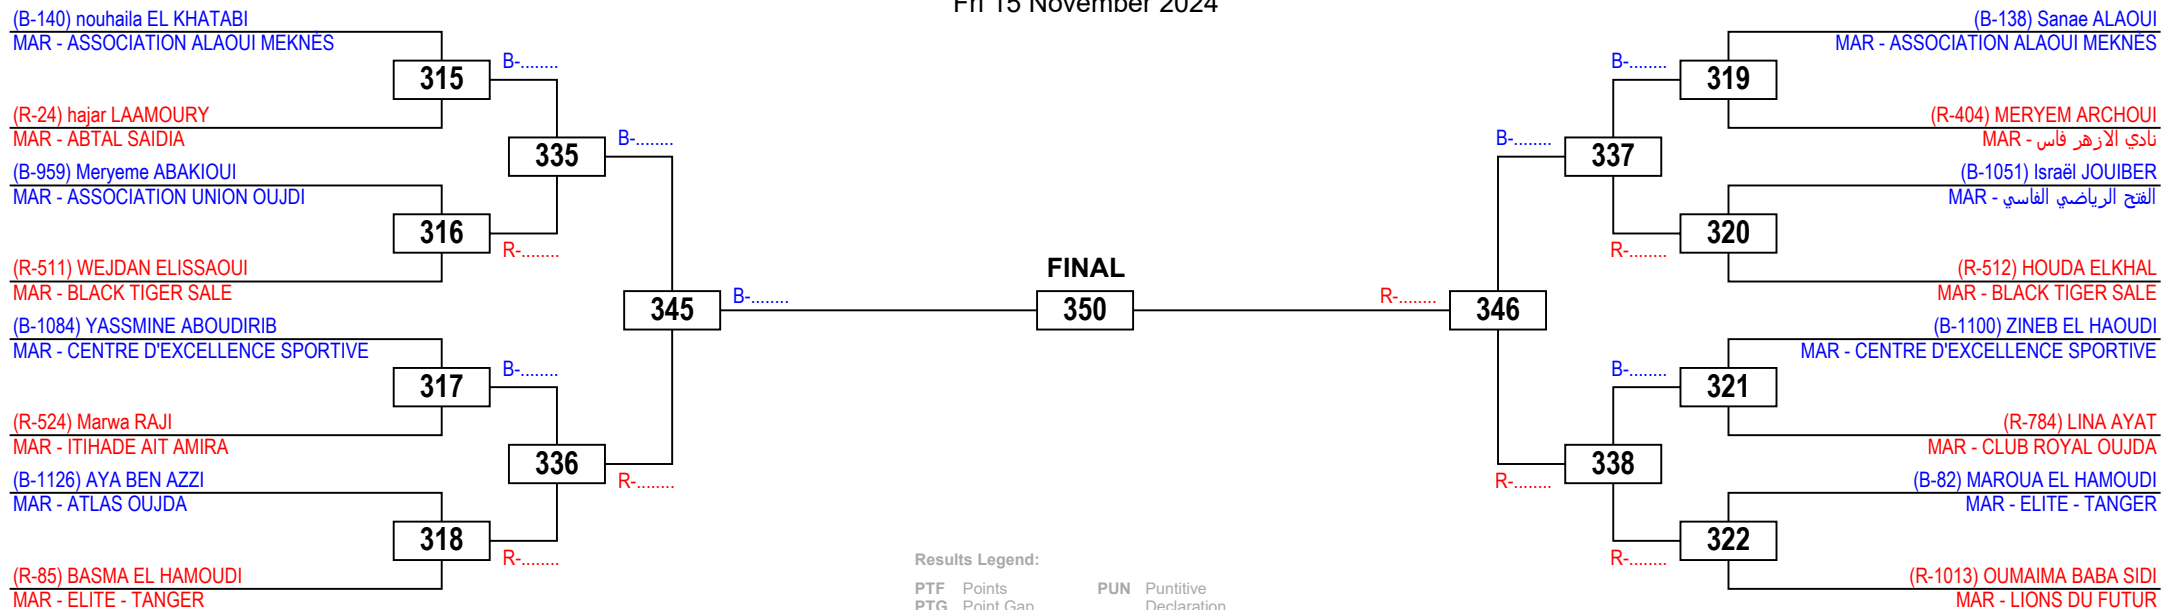 Fri 15 November 2024
(B-140) nouhaila EL KHATABI
MAR - ASSOCIATION ALAOUI MEKNÈS
315
B-........
(R-24) hajar LAAMOURY
MAR - ABTAL SAIDIA
335
B-........
(B-959) Meryeme ABAKIOUI
MAR - ASSOCIATION UNION OUJDI
316
R-........
(R-511) WEJDAN ELISSAOUI
MAR - BLACK TIGER SALE
345
B-........
(B-1084) YASSMINE ABOUDIRIB
MAR - CENTRE D'EXCELLENCE SPORTIVE
317
B-........
(R-524) Marwa RAJI
MAR - ITIHADE AIT AMIRA
336
R-........
(B-1126) AYA BEN AZZI
MAR - ATLAS OUJDA
318
R-........
(R-85) BASMA EL HAMOUDI
MAR - ELITE - TANGER
FINAL
350
(B-138) Sanae ALAOUI
MAR - ASSOCIATION ALAOUI MEKNÈS
B-........
319
(R-404) MERYEM ARCHOUI
MAR - نادي الازهر فاس
B-........
337
(B-1051) Israël JOUIBER
MAR - الفتح الرياضي الفاسي
R-........
320
(R-512) HOUDA ELKHAL
MAR - BLACK TIGER SALE
R-........
346
(B-1100) ZINEB EL HAOUDI
MAR - CENTRE D'EXCELLENCE SPORTIVE
B-........
321
(R-784) LINA AYAT
MAR - CLUB ROYAL OUJDA
R-........
338
(B-82) MAROUA EL HAMOUDI
MAR - ELITE - TANGER
R-........
322
(R-1013) OUMAIMA BABA SIDI
MAR - LIONS DU FUTUR
Results Legend:
PTF Points PUN Puntitive
PTG Point Gap Declaration